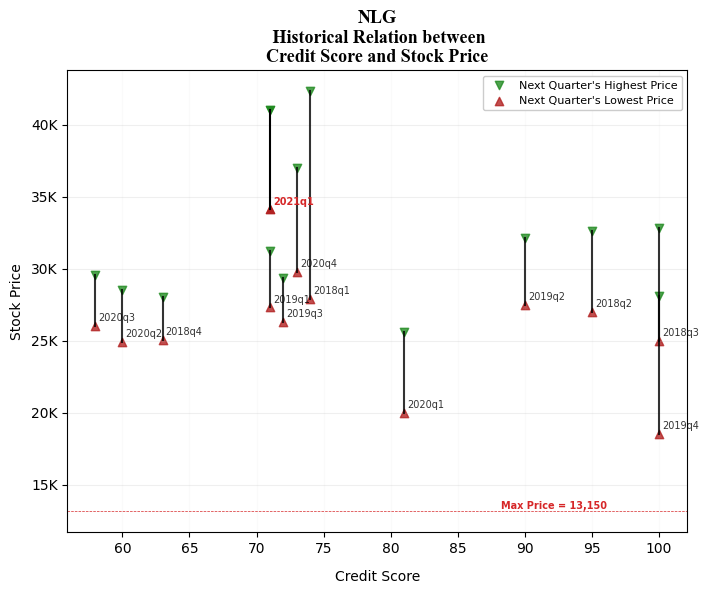 NLG
Historical Relation between
Credit Score and Stock Price
Next Quarter's Highest Price
Next Quarter's Lowest Price
40K
35K
30K
25K
20K
15K
Stock Price
2021q1
2020q4
2018q1
2019q1
2019q3
2020q3
2020q2
2018q4
2020q1
2019q2
2018q2
2018q3
2019q4
Max Price = 13,150
60 65 70 75 80 85 90 95 100
Credit Score